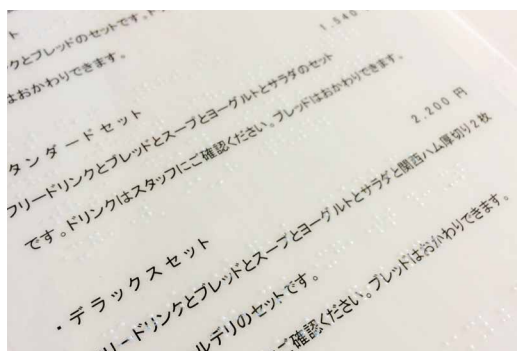 ト
クとブレッドのセットです。ド
はおかわりできます。
1,540
タンダードセット
フリードリンクとブレッドとスープとヨーグルトとサラダのセット
です。ドリンクはスタッフにご確認ください。ブレッドはおかわりできます。
2,200 円
・デラックスセット
リードリンクとブレッドとスープとヨーグルトとサラダと関西ハム厚切り2枚
ルデリのセットです。
ご確認ください。ブレッドはおかわりできます。